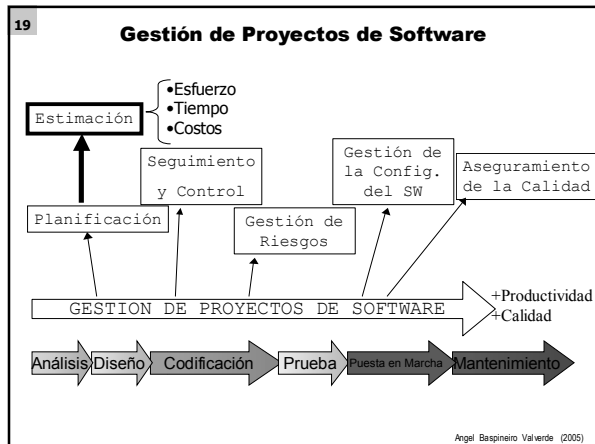 19
Gestión de Proyectos de Software
•Esfuerzo
•Tiempo
•Costos
Estimación
Seguimiento
y Control
Gestión de
la Config.
del SW
Aseguramiento
de la Calidad
Planificación
Gestión de
Riesgos
GESTION DE PROYECTOS DE SOFTWARE
+Productividad
+Calidad
Análisis
Diseño
Codificación
Prueba
Puesta en Marcha
Mantenimiento
Angel Baspineiro Valverde (2005)